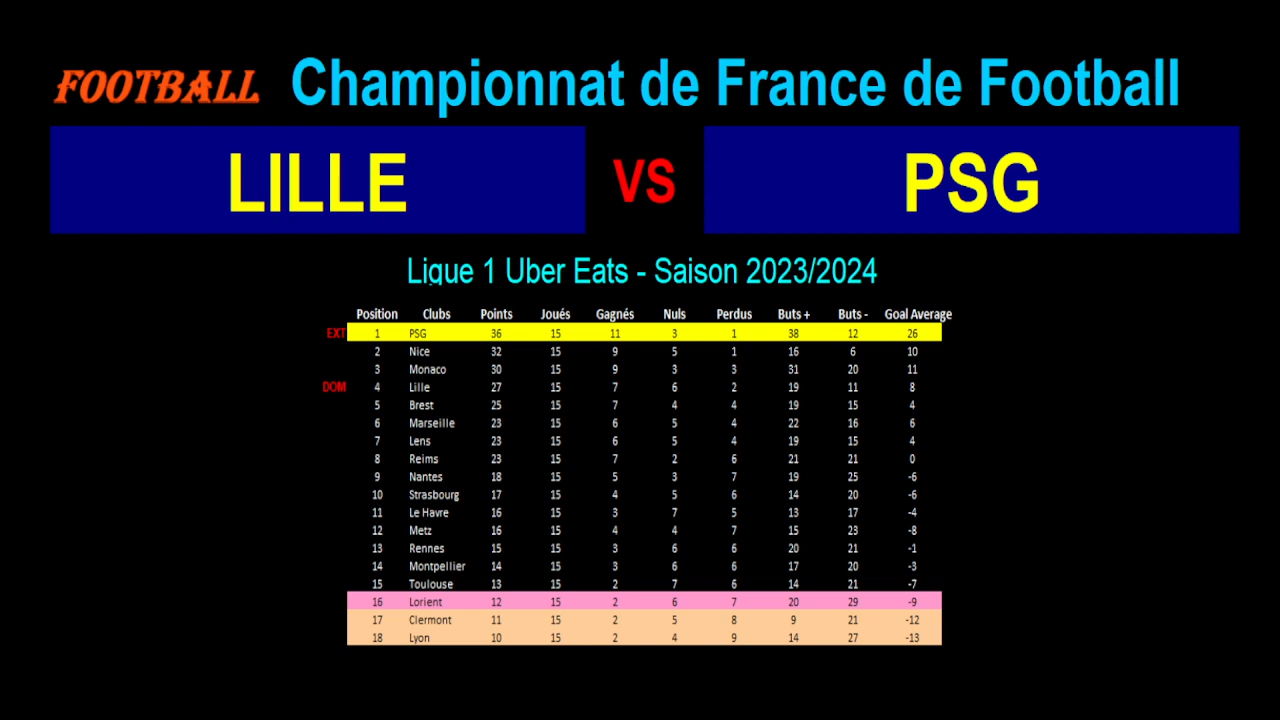 FOOTBALL Championnat de France de Football
LILLE VS PSG
Ligue 1 Uber Eats - Saison 2023/2024
Position Clubs Points Joués Gagnés Nuls Perdus Buts + Buts - Goal Average
EXT 1 PSG 36 15 11 3 1 38 12 26
2 Nice 32 15 9 5 1 16 6 10
3 Monaco 30 15 9 3 3 31 20 11
DOM 4 Lille 27 15 7 6 2 19 11 8
5 Brest 25 15 7 4 4 19 15 4
6 Marseille 23 15 6 5 4 22 16 6
7 Lens 23 15 6 5 4 19 15 4
8 Reims 23 15 7 2 6 21 21 0
9 Nantes 18 15 5 3 7 19 25 -6
10 Strasbourg 17 15 4 5 6 14 20 -6
11 Le Havre 16 15 3 7 5 13 17 -4
12 Metz 16 15 4 4 7 15 23 -8
13 Rennes 15 15 3 6 6 20 21 -1
14 Montpellier 14 15 3 6 6 17 20 -3
15 Toulouse 13 15 2 7 6 14 21 -7
16 Lorient 12 15 2 6 7 20 29 -9
17 Clermont 11 15 2 5 8 9 21 -12
18 Lyon 10 15 2 4 9 14 27 -13